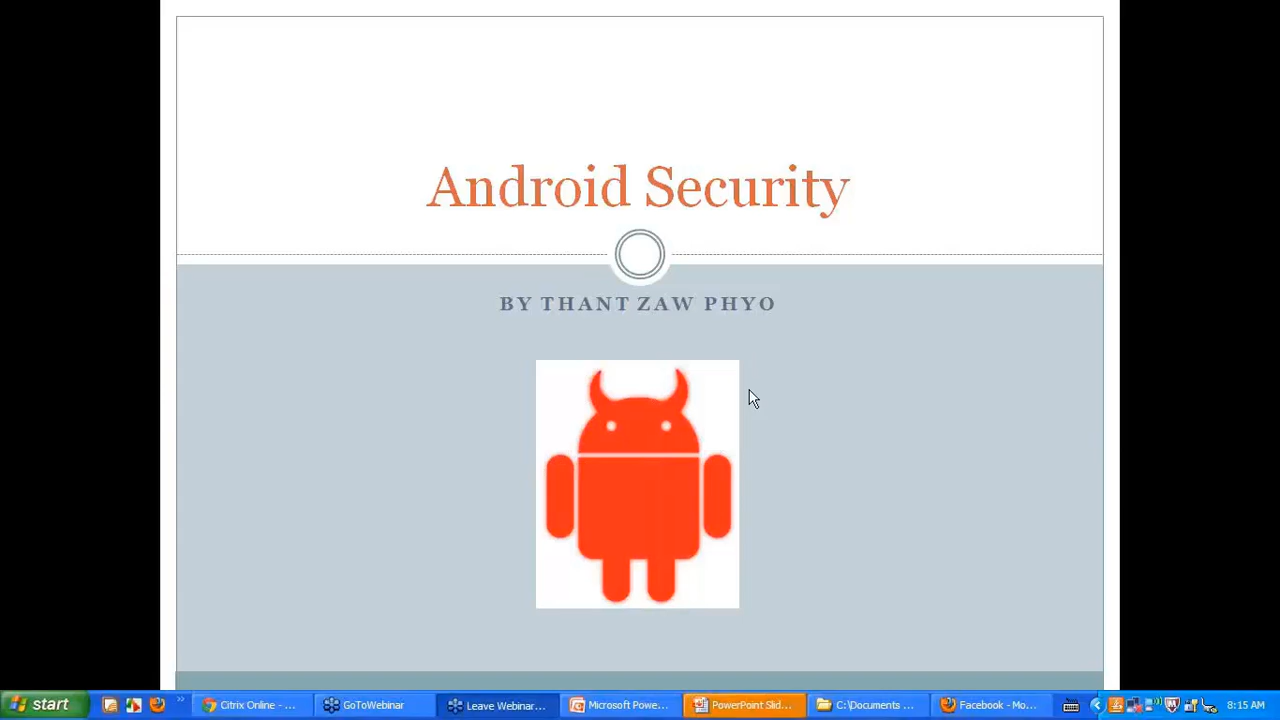 Android Security
BY THANT ZAW PHYO
start
Citrix Online - ...
GoToWebinar
Leave Webinar...
Microsoft Powe...
PowerPoint Slid...
C:\Documents ...
Facebook - Mo...
8:15 AM